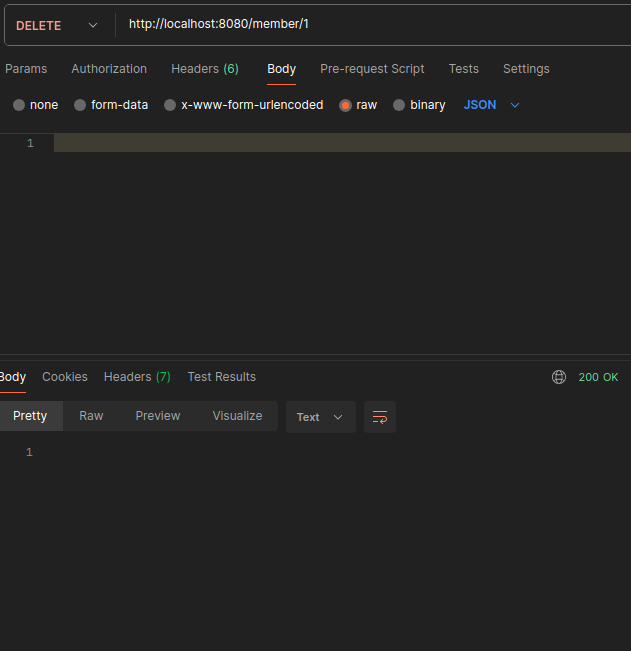 DELETE http://localhost:8080/member/1
Params Authorization Headers (6) Body Pre-request Script Tests Settings
none form-data x-www-form-urlencoded raw binary JSON
1
Body Cookies Headers (7) Test Results 200 OK
Pretty Raw Preview Visualize Text
1